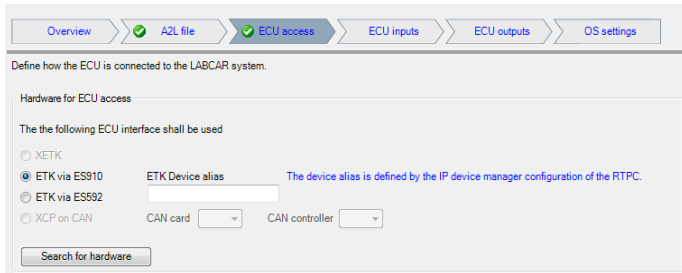 Overview
A2L file
ECU access
ECU inputs
ECU outputs
OS settings
Define how the ECU is connected to the LABCAR system.
Hardware for ECU access
The the following ECU interface shall be used
XETK
ETK via ES910 ETK Device alias The device alias is defined by the IP device manager configuration of the RTPC.
ETK via ES592
XCP on CAN CAN card CAN controller
Search for hardware